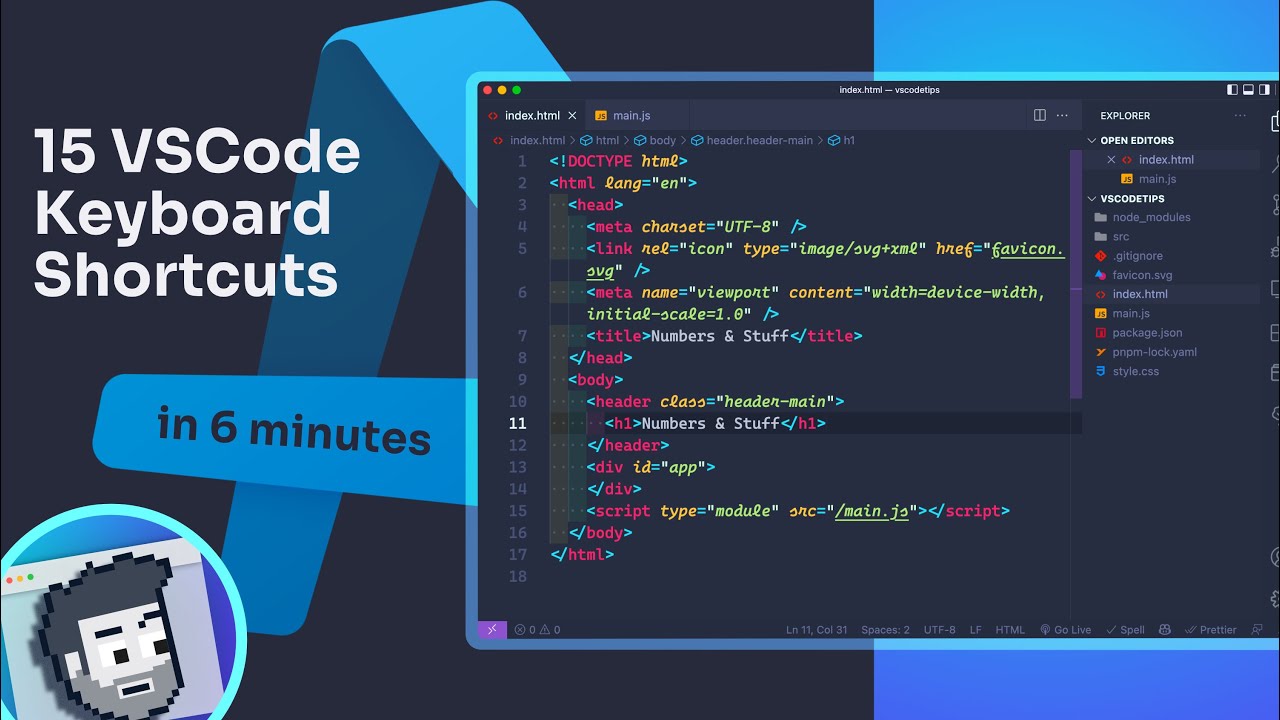 15 VSCode
Keyboard
Shortcuts
in 6 minutes
index.html — vscodetips
index.html
main.js
index.html > html > body > header.header-main > h1
1 <!DOCTYPE html>
2 <html lang="en">
3 <head>
4 <meta charset="UTF-8" />
5 <link rel="icon" type="image/svg+xml" href="favicon.
svg" />
6 <meta name="viewport" content="width=device-width,
initial-scale=1.0" />
7 <title>Numbers & Stuff</title>
8 </head>
9 <body>
10 <header class="header-main">
11 <h1>Numbers & Stuff</h1>
12 </header>
13 <div id="app">
14 </div>
15 <script type="module" src="/main.js"></script>
16 </body>
17 </html>
18
EXPLORER
OPEN EDITORS
index.html
JS main.js
VSCODETIPS
node_modules
src
.gitignore
favicon.svg
index.html
JS main.js
package.json
pnpm-lock.yaml
style.css
0 0
Ln 11, Col 31
Spaces: 2
UTF-8
LF
HTML
Go Live
Spell
Prettier